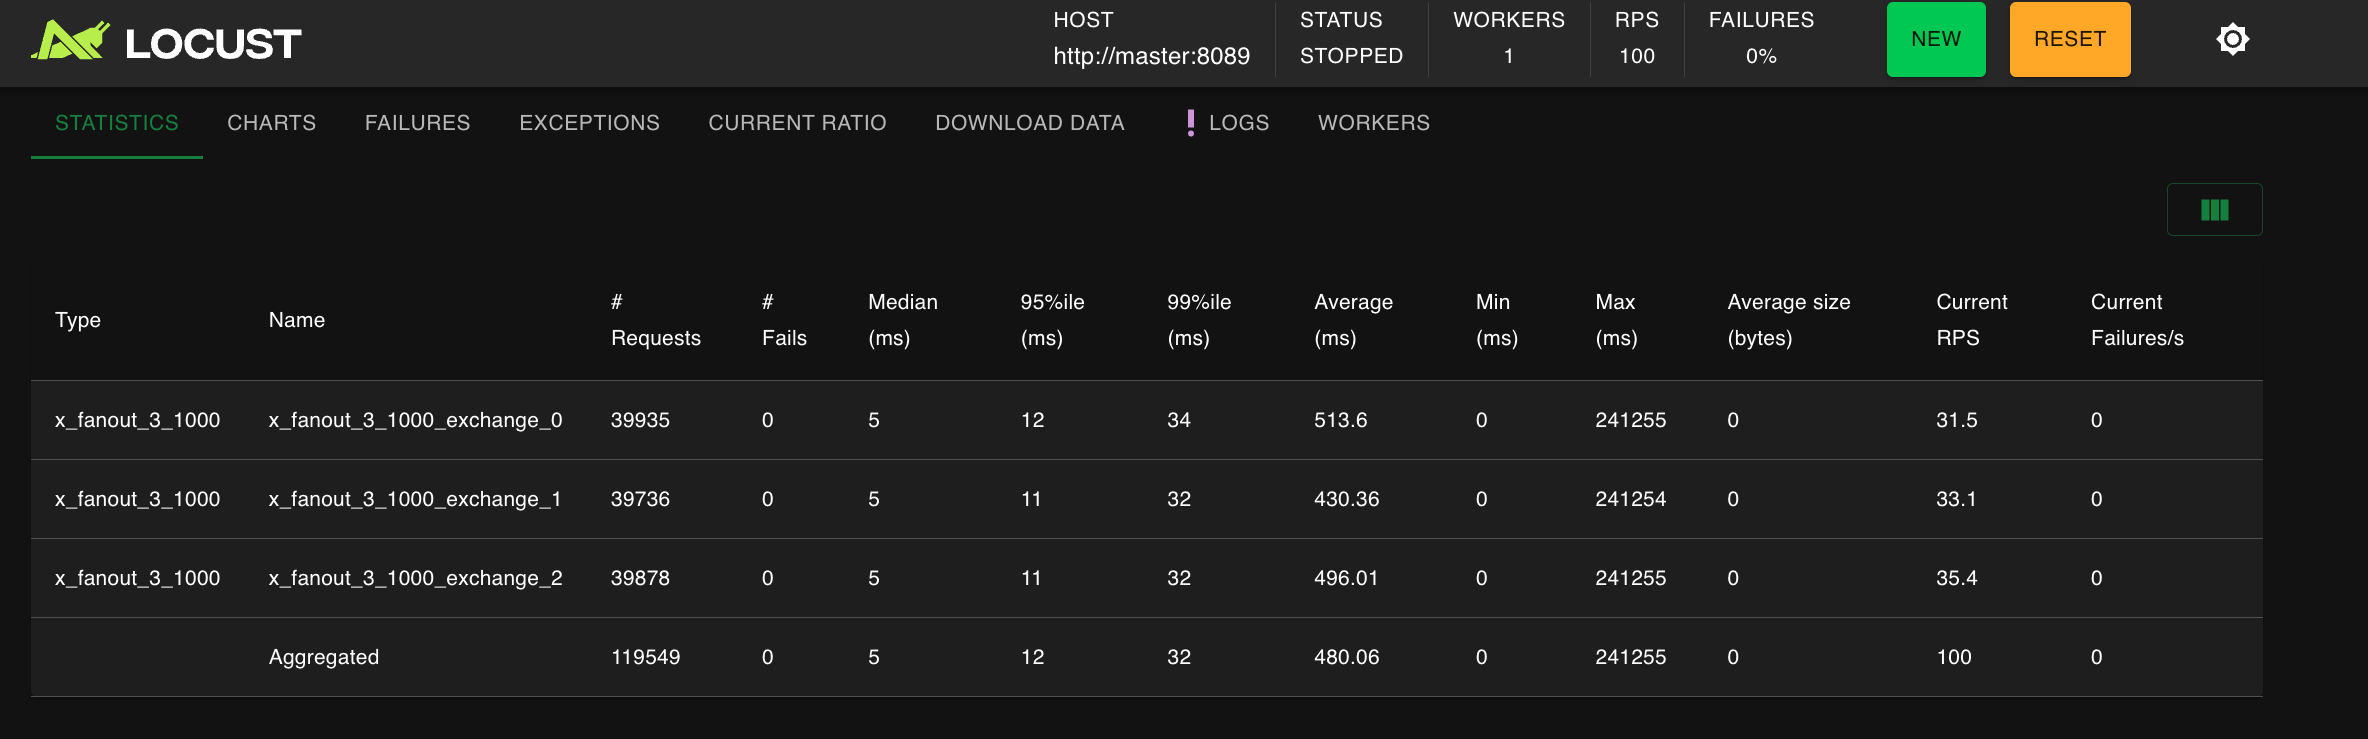 LOCUST
HOST
http://master:8089
STATUS
STOPPED
WORKERS
1
RPS
100
FAILURES
0%
NEW
RESET
STATISTICS CHARTS FAILURES EXCEPTIONS CURRENT RATIO DOWNLOAD DATA LOGS WORKERS
Type Name # Requests # Fails Median (ms) 95%ile (ms) 99%ile (ms) Average (ms) Min (ms) Max (ms) Average size (bytes) Current RPS Current Failures/s
x_fanout_3_1000 x_fanout_3_1000_exchange_0 39935 0 5 12 34 513.6 0 241255 0 31.5 0
x_fanout_3_1000 x_fanout_3_1000_exchange_1 39736 0 5 11 32 430.36 0 241254 0 33.1 0
x_fanout_3_1000 x_fanout_3_1000_exchange_2 39878 0 5 11 32 496.01 0 241255 0 35.4 0
Aggregated 119549 0 5 12 32 480.06 0 241255 0 100 0